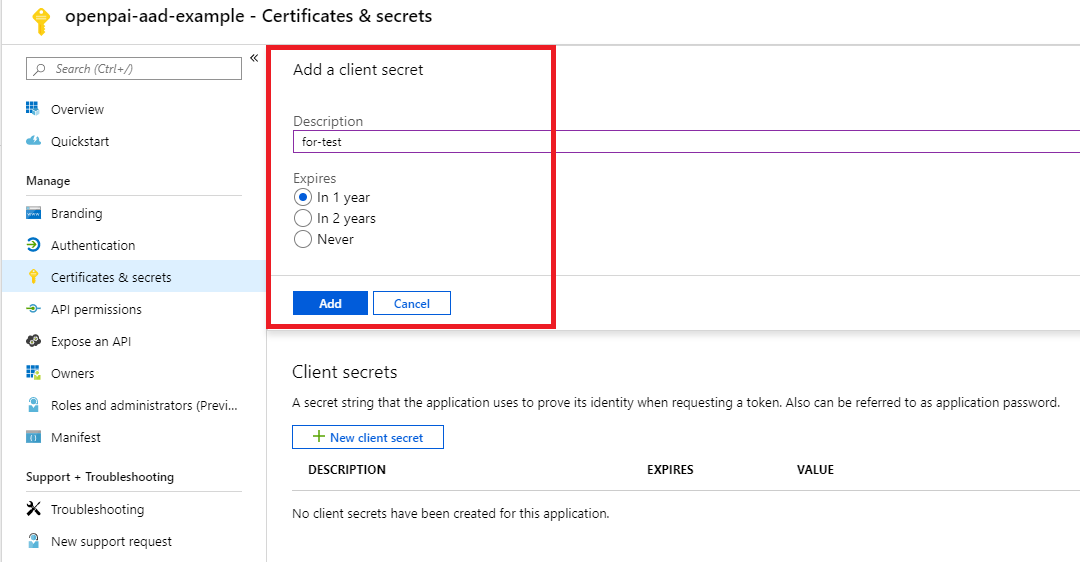 openpai-aad-example - Certificates & secrets
Search (Ctrl+/)
«
Overview
Quickstart
Manage
Branding
Authentication
Certificates & secrets
API permissions
Expose an API
Owners
Roles and administrators (Previ...
Manifest
Support + Troubleshooting
Troubleshooting
New support request
Add a client secret
Description
for-test
Expires
In 1 year
In 2 years
Never
Add Cancel
Client secrets
A secret string that the application uses to prove its identity when requesting a token. Also can be referred to as application password.
+ New client secret
DESCRIPTION EXPIRES VALUE
No client secrets have been created for this application.